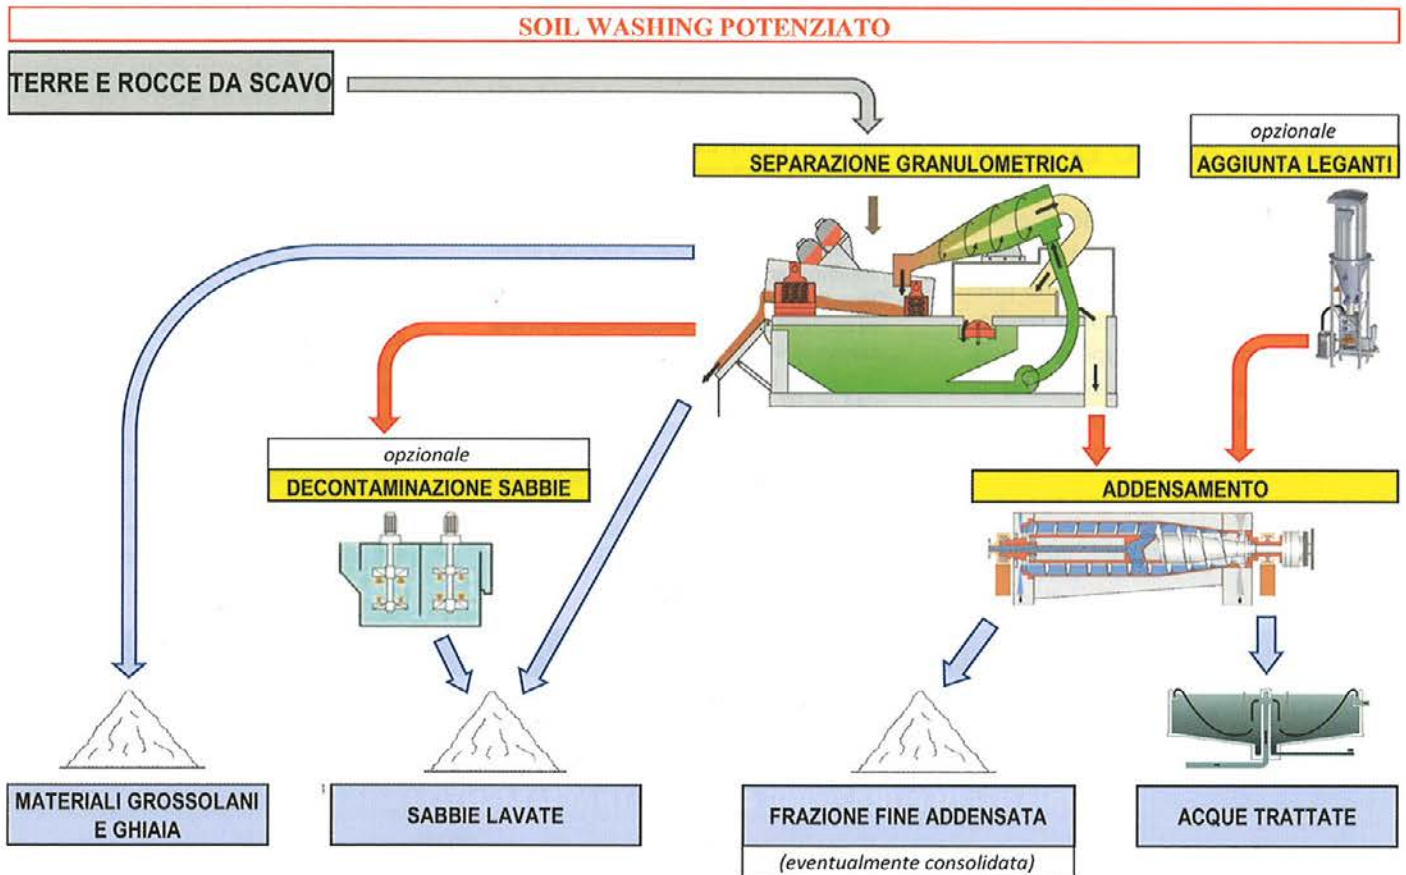 SOIL WASHING POTENZIATO
TERRE E ROCCE DA SCAVO
opzionale
SEPARAZIONE GRANULOMETRICA
AGGIUNTA LEGANTI
opzionale
DECONTAMINAZIONE SABBIE
ADDENSAMENTO
MATERIALI GROSSOLANI
E GHIAIA
SABBIE LAVATE
FRAZIONE FINE ADDENSATA
(eventualmente consolidata)
ACQUE TRATTATE